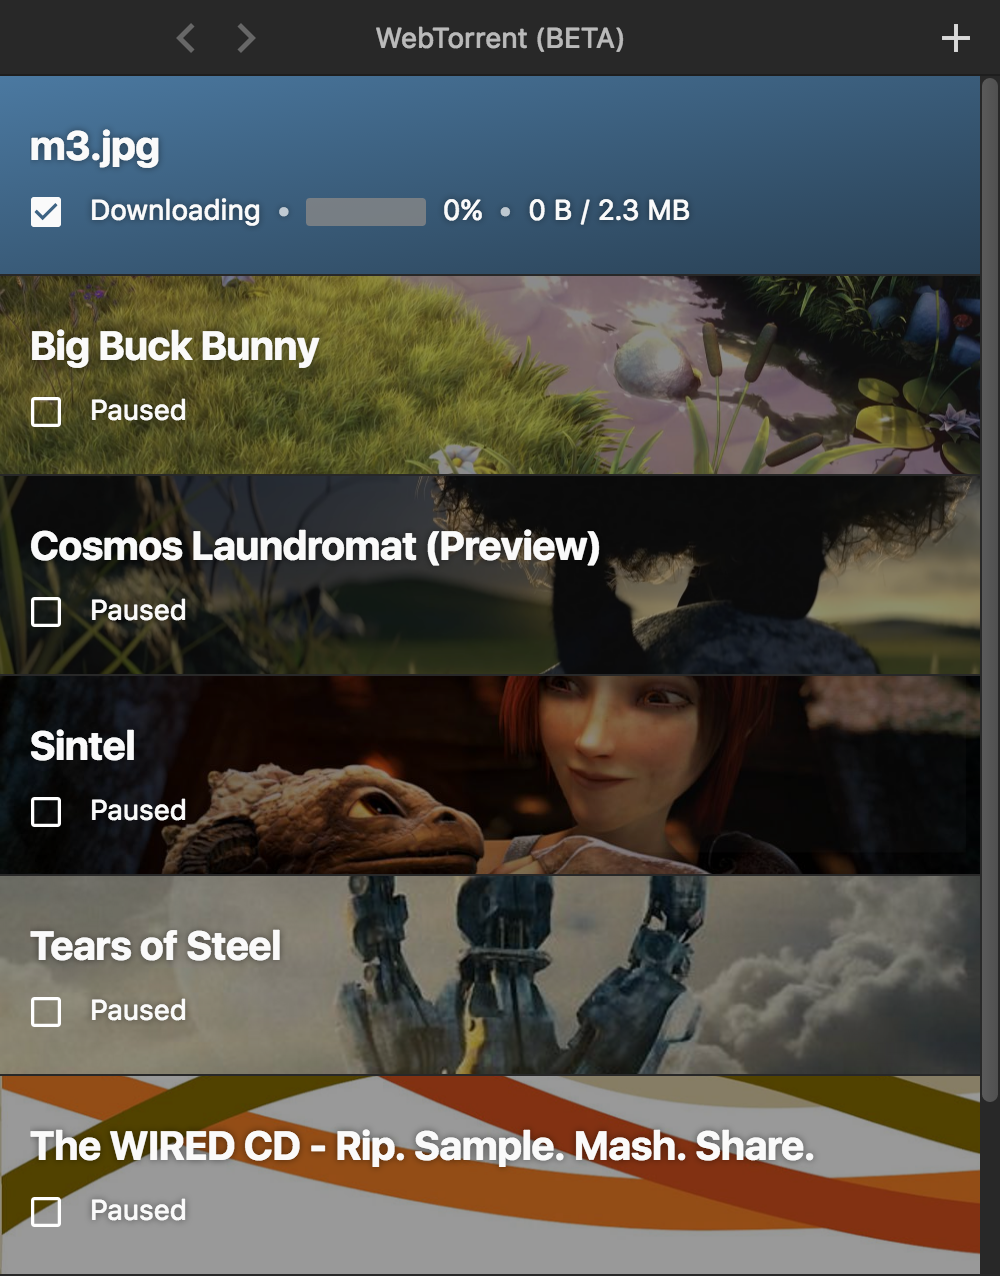 WebTorrent (BETA)
m3.jpg
Downloading • 0% • 0 B / 2.3 MB
Big Buck Bunny
Paused
Cosmos Laundromat (Preview)
Paused
Sintel
Paused
Tears of Steel
Paused
The WIRED CD - Rip. Sample. Mash. Share.
Paused